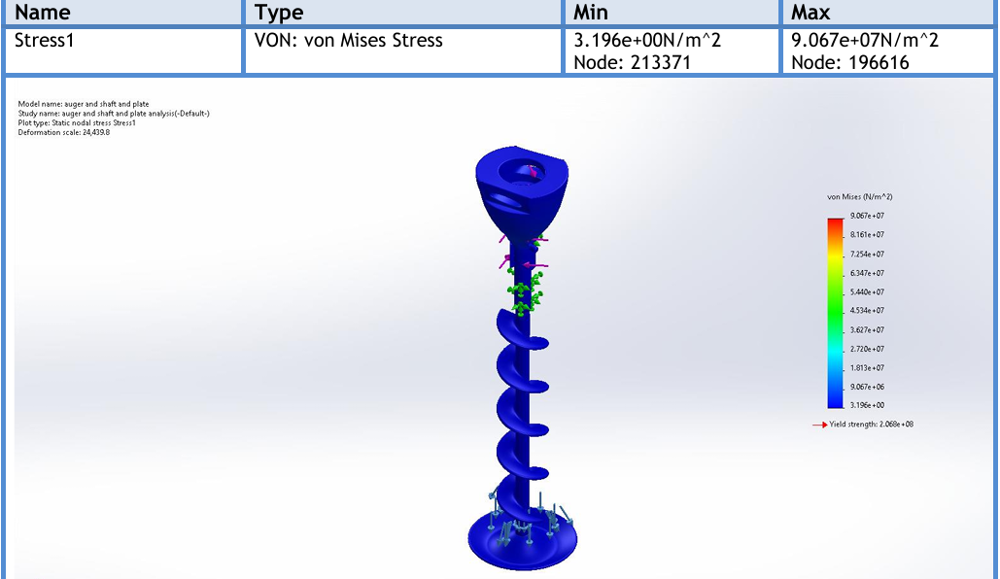 Name Type Min Max
Stress1 VON: von Mises Stress 3.196e+00N/m^2 9.067e+07N/m^2
Node: 213371 Node: 196616
Model name: auger and shaft and plate
Study name: auger and shaft and plate analysis(-Default-)
Plot type: Static nodal stress Stress1
Deformation scale: 24,439.8
von Mises (N/m^2)
9.067e+07
8.161e+07
7.254e+07
6.347e+07
5.440e+07
4.534e+07
3.627e+07
2.720e+07
1.813e+07
9.067e+06
3.196e+00
Yield strength: 2.068e+08